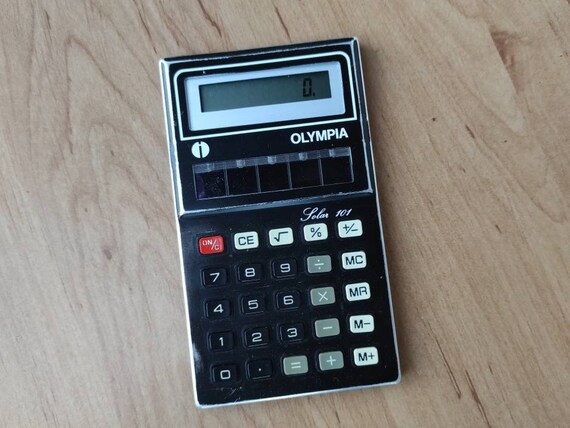 0.
OLYMPIA
Solar 101
ON/C CE √ % +/−
7 8 9 ÷ MC
4 5 6 × MR
1 2 3 − M−
0 · = + M+